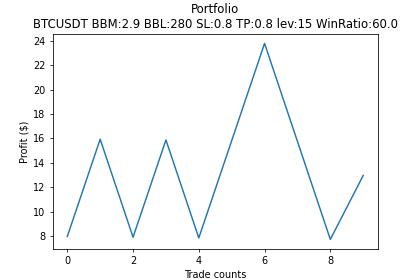 Portfolio
BTCUSDT BBM:2.9 BBL:280 SL:0.8 TP:0.8 lev:15 WinRatio:60.0
24
22
20
18
16
14
12
10
8
Profit ($)
0 2 4 6 8
Trade counts